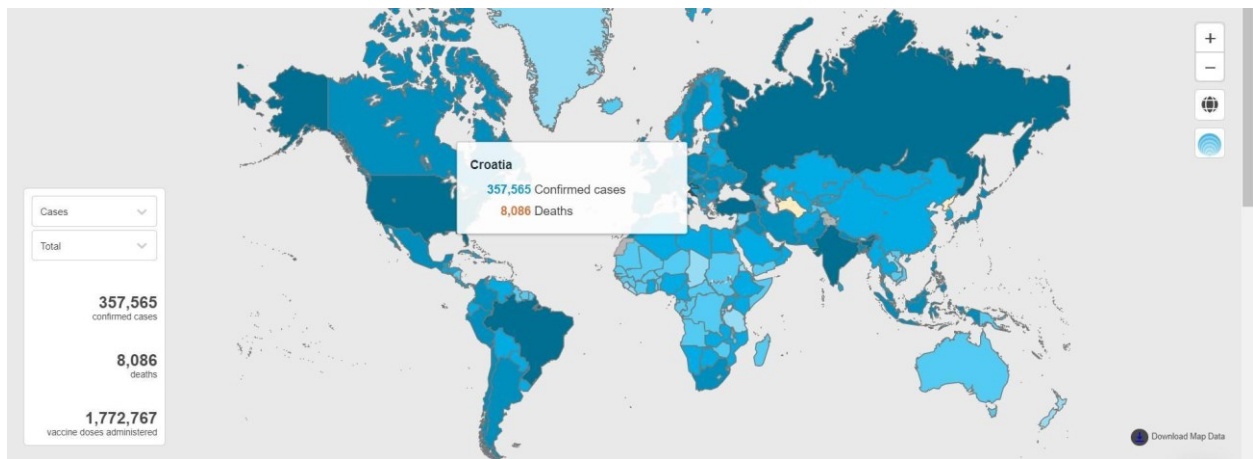 Croatia
357,565 Confirmed cases
8,086 Deaths
Cases
Total
357,565
confirmed cases
8,086
deaths
1,772,767
vaccine doses administered
+
−
Download Map Data